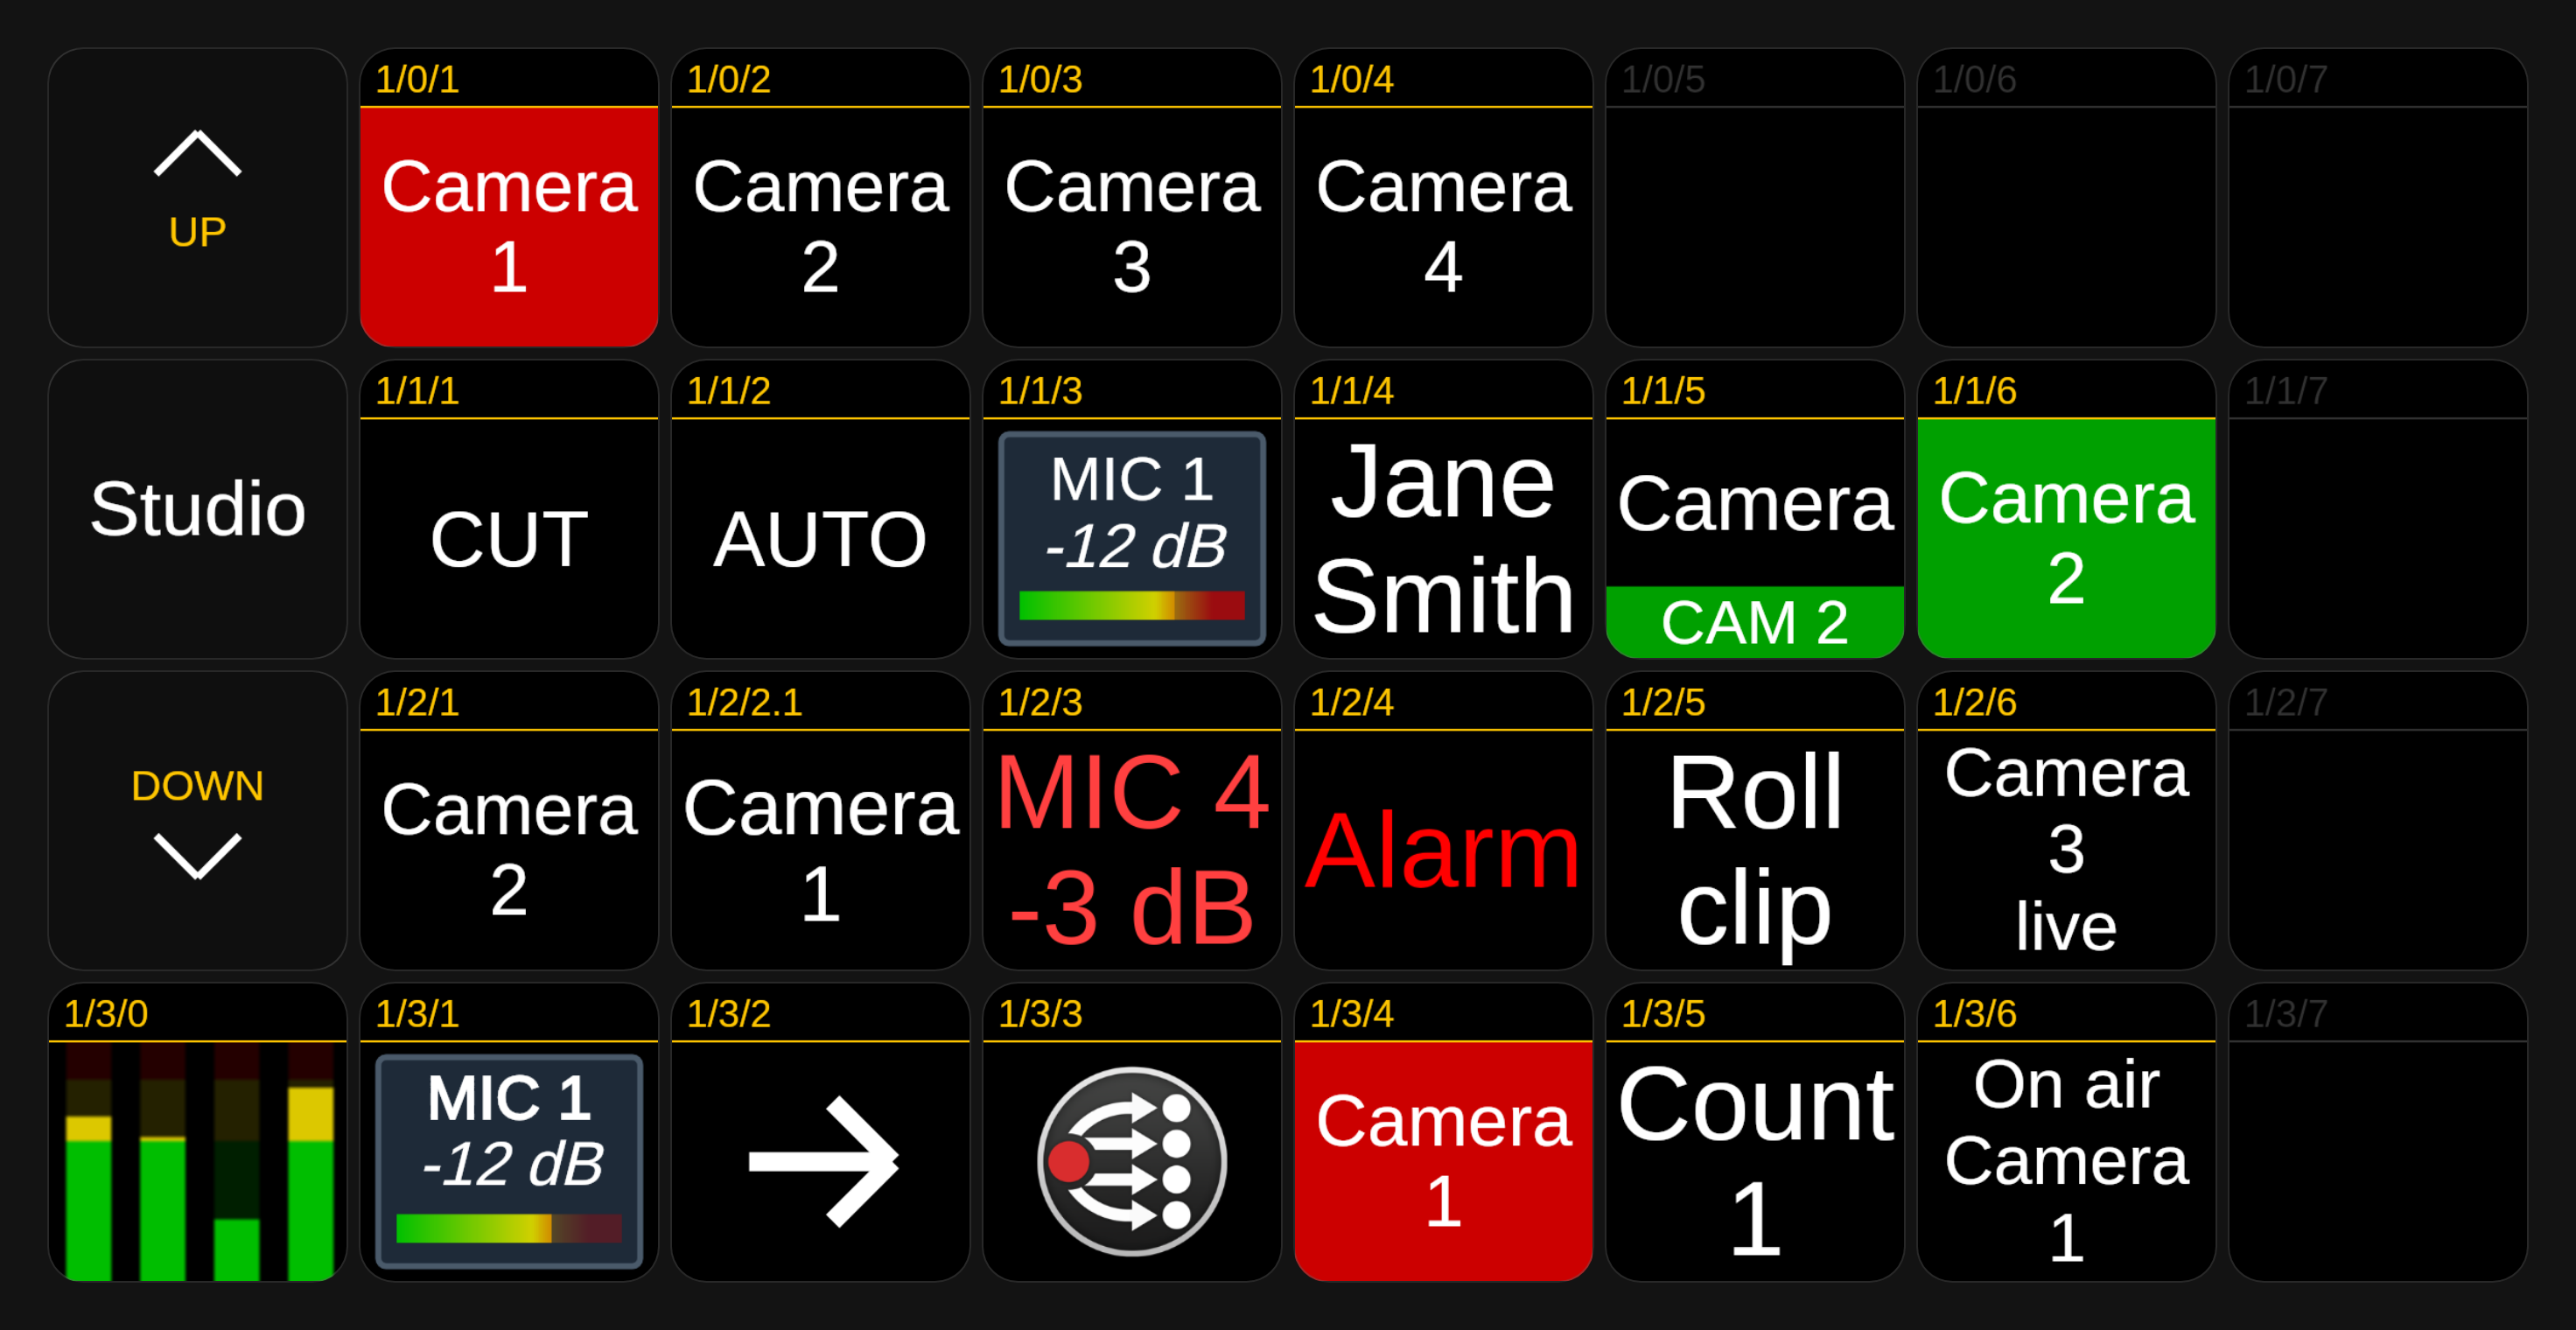 1/0/1
1/0/2
1/0/3
1/0/4
1/0/5
1/0/6
1/0/7
UP
Camera
1
Camera
2
Camera
3
Camera
4
1/1/1
1/1/2
1/1/3
1/1/4
1/1/5
1/1/6
1/1/7
Studio
CUT
AUTO
MIC 1
-12 dB
Jane
Smith
Camera
CAM 2
Camera
2
1/2/1
1/2/2.1
1/2/3
1/2/4
1/2/5
1/2/6
1/2/7
DOWN
Camera
2
Camera
1
MIC 4
-3 dB
Alarm
Roll
clip
Camera
3
live
1/3/0
1/3/1
1/3/2
1/3/3
1/3/4
1/3/5
1/3/6
1/3/7
MIC 1
-12 dB
Camera
1
Count
1
On air
Camera
1